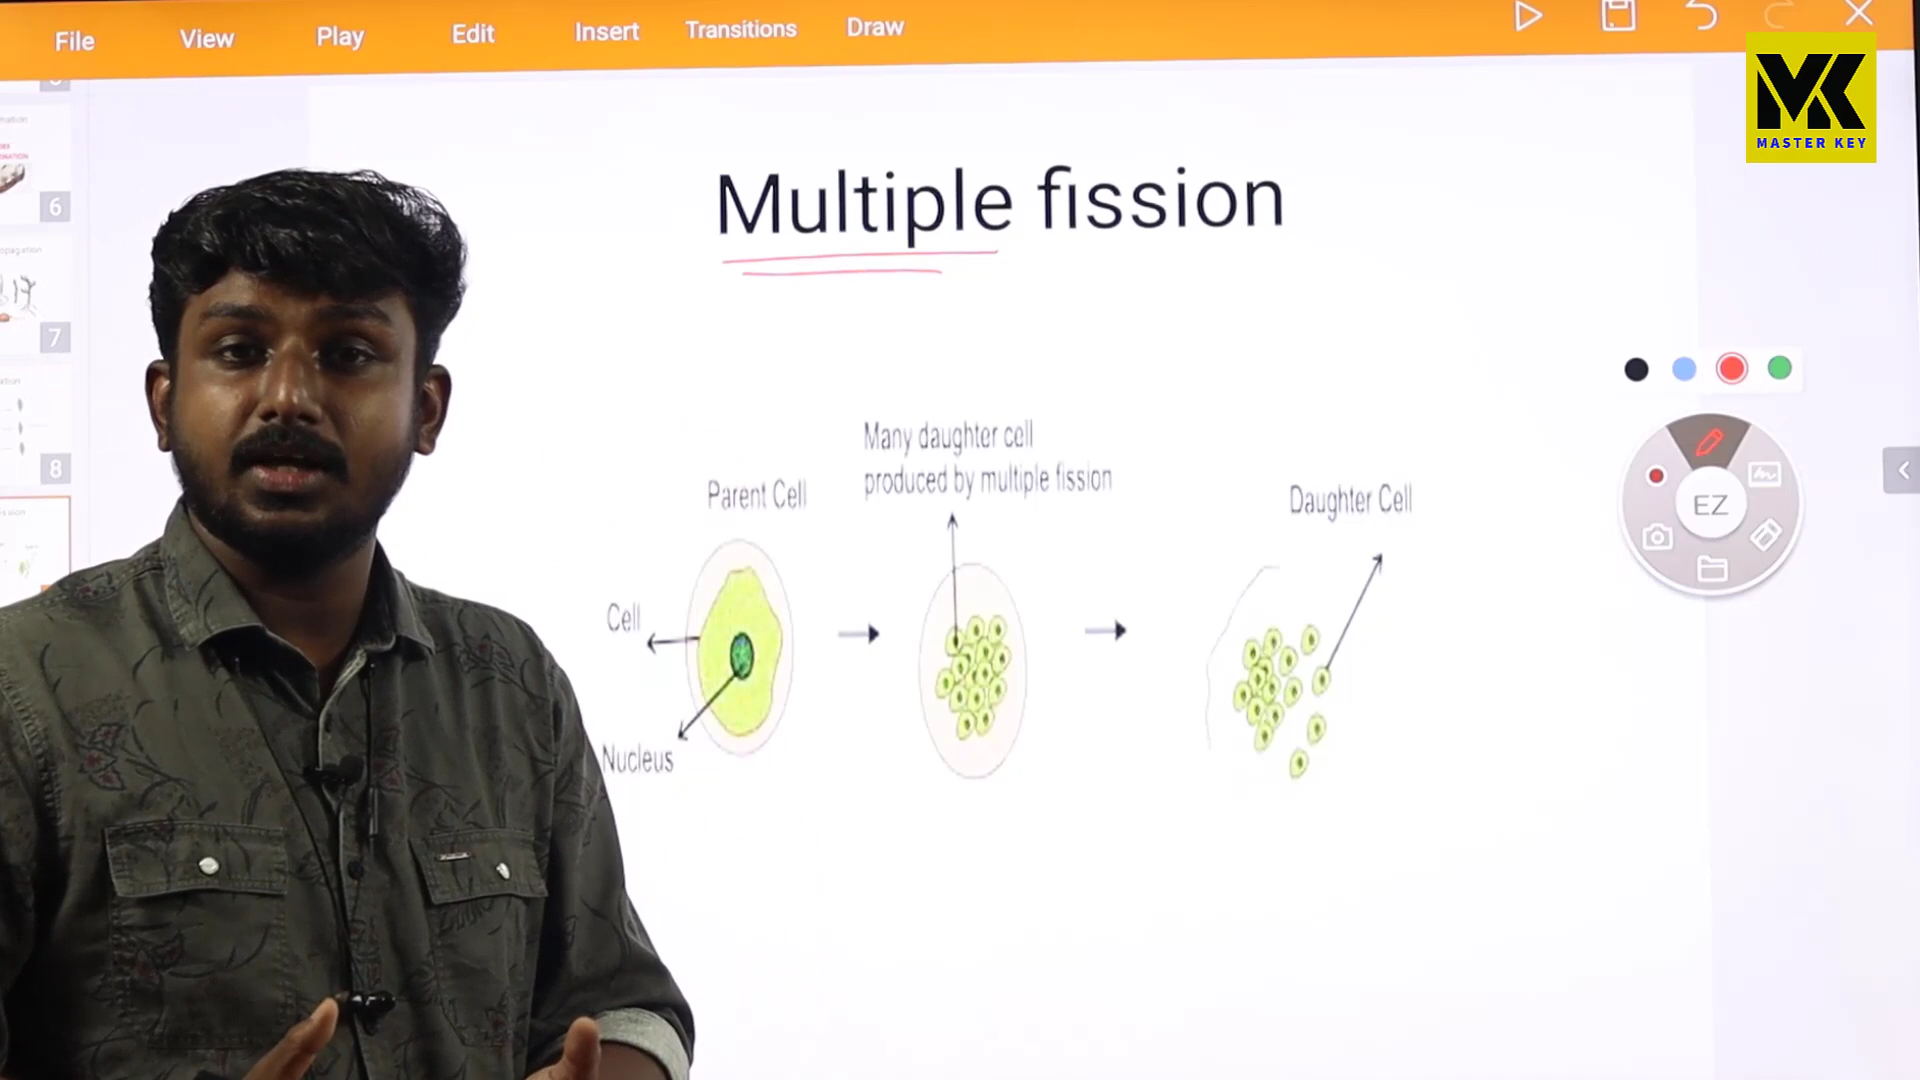 File View Play Edit Insert Transitions Draw
MK
MASTER KEY
Multiple fission
6
7
8
Many daughter cell
produced by multiple fission
Parent Cell
Daughter Cell
Cell
Nucleus
EZ